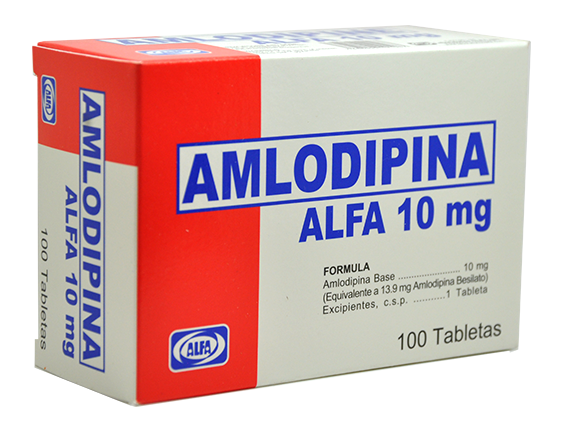 AMLODIPINA
ALFA 10 mg
FORMULA
Amlodipina Base ................... 10 mg
(Equivalente a 13.9 mg Amlodipina Besilato)
Excipientes, c.s.p. ........... 1 Tableta
100 Tabletas
ALFA
ALFA
AMLODIPINA
ALFA 10 mg
100 Tabletas